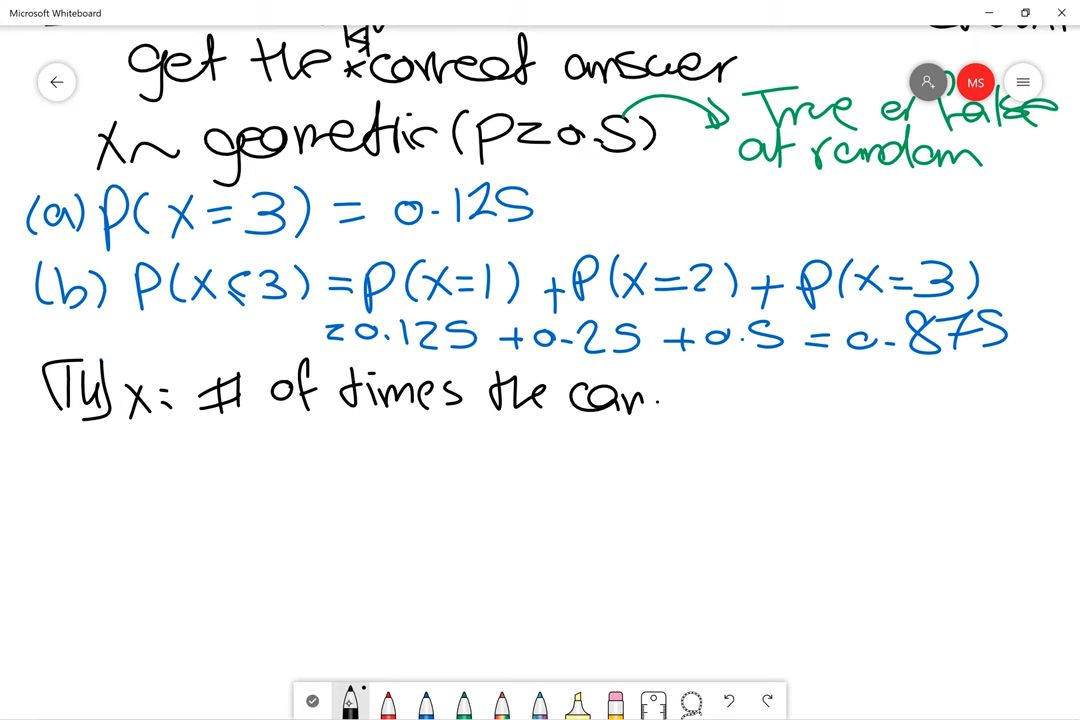 Microsoft Whiteboard
get the correct answer
MS
X~ geometric (P=0.5)
True or False
at random
(a) P(X=3) = 0.125
(b) P(X≤3) = P(X=1) + P(X=2) + P(X=3)
=0.125 +0.25 +0.5 = 0.875
X= # of times the car.